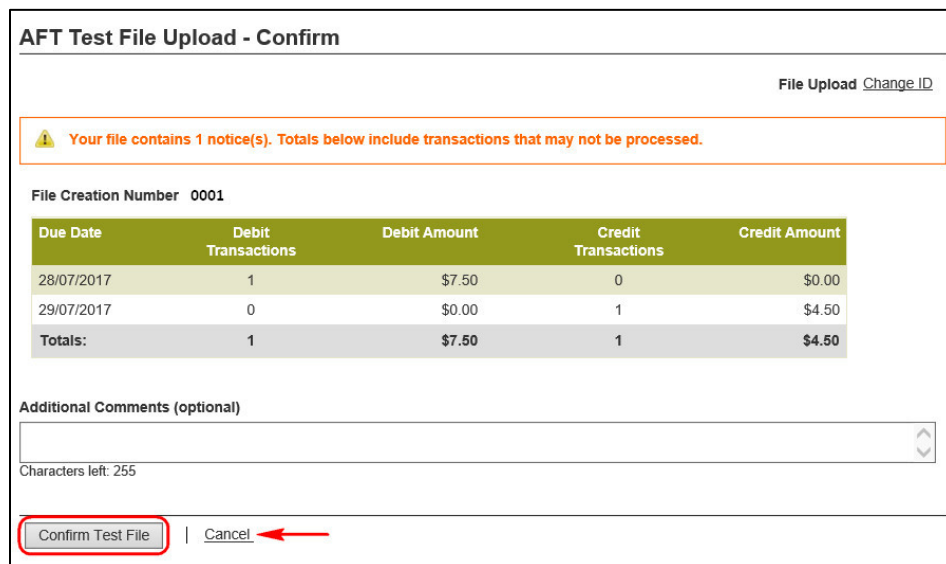 AFT Test File Upload - Confirm
File Upload Change ID
Your file contains 1 notice(s). Totals below include transactions that may not be processed.
File Creation Number 0001
Due Date Debit Transactions Debit Amount Credit Transactions Credit Amount
28/07/2017 1 $7.50 0 $0.00
29/07/2017 0 $0.00 1 $4.50
Totals: 1 $7.50 1 $4.50
Additional Comments (optional)
Characters left: 255
Confirm Test File | Cancel